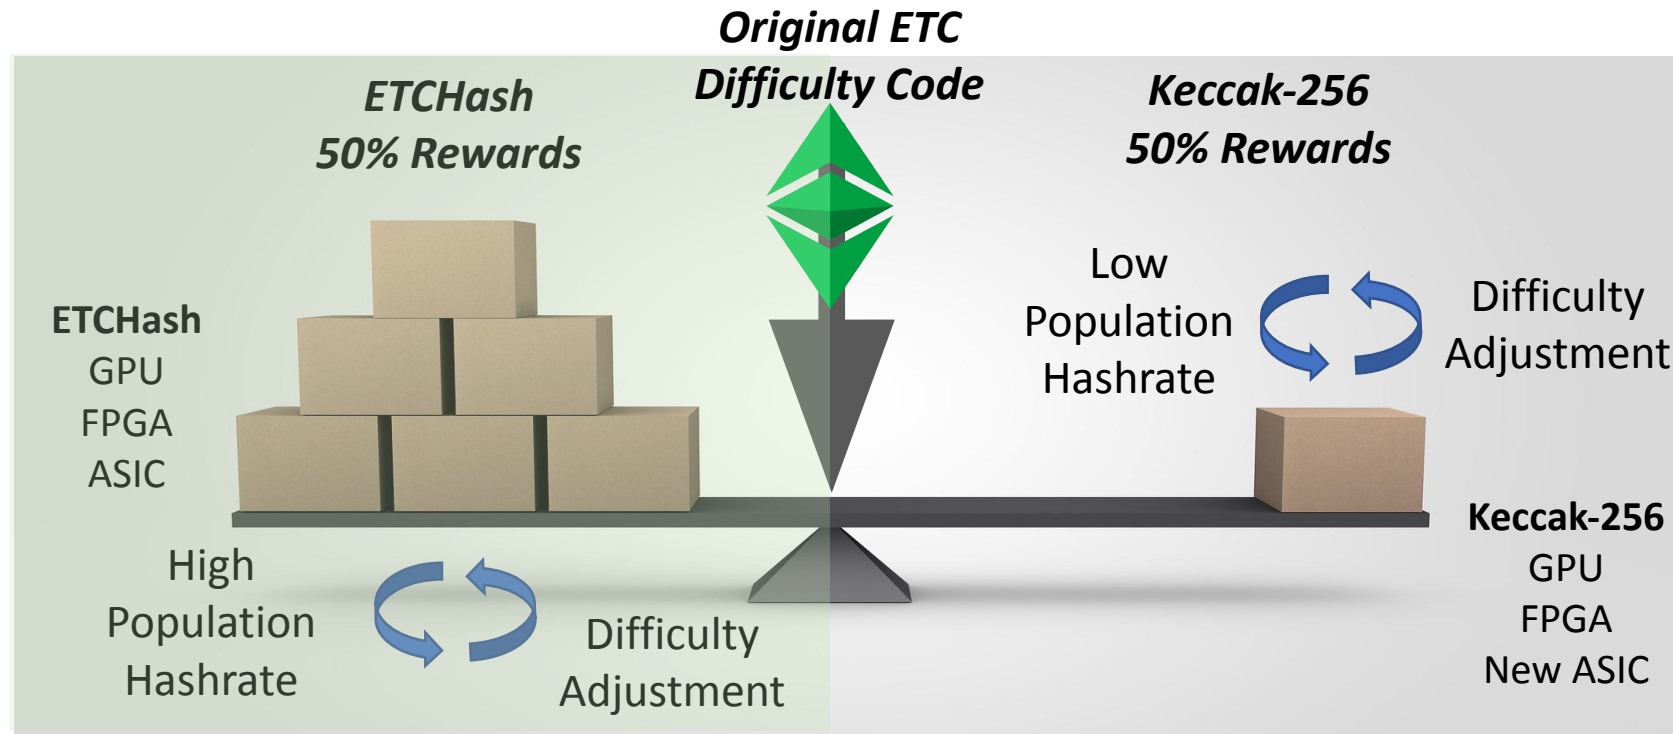 Original ETC
Difficulty Code
ETCHash
50% Rewards
Keccak-256
50% Rewards
ETCHash
GPU
FPGA
ASIC
Low
Population
Hashrate
Difficulty
Adjustment
High
Population
Hashrate
Difficulty
Adjustment
Keccak-256
GPU
FPGA
New ASIC